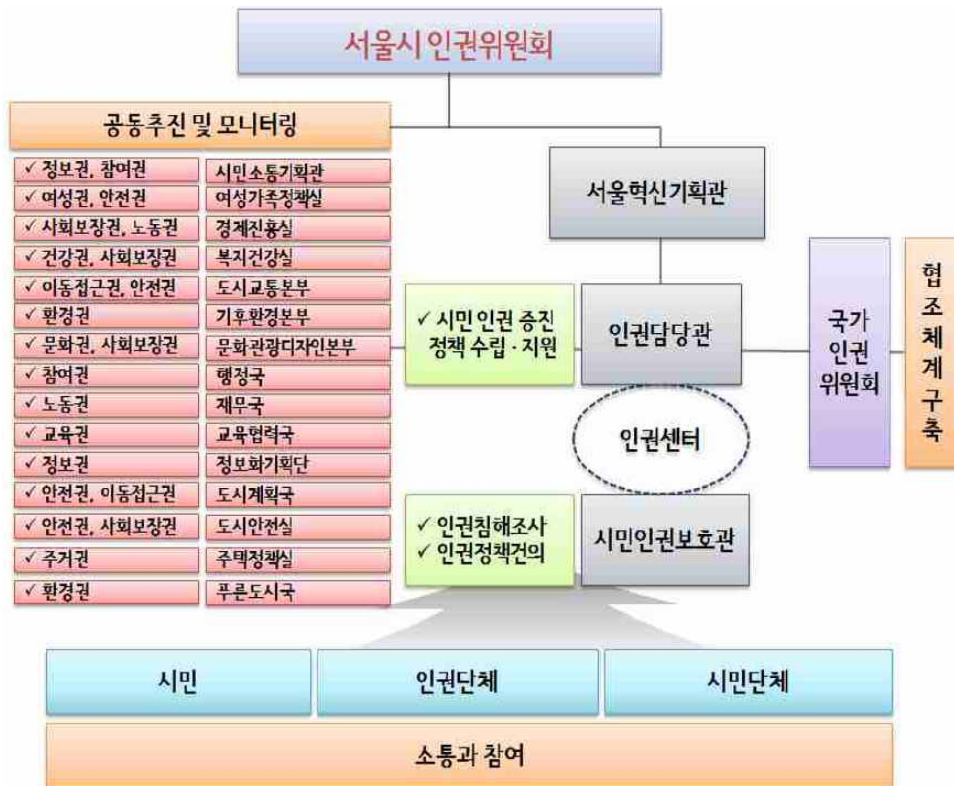 서울시 인권위원회
공동추진 및 모니터링
✓ 정보권, 참여권 시민소통기획관
✓ 여성권, 안전권 여성가족정책실
✓ 사회보장권, 노동권 경제진흥실
✓ 건강권, 사회보장권 복지건강실
✓ 이동접근권, 안전권 도시교통본부
✓ 환경권 기후환경본부
✓ 문화권, 사회보장권 문화관광디자인본부
✓ 참여권 행정국
✓ 노동권 재무국
✓ 교육권 교육협력국
✓ 정보권 정보화기획단
✓ 안전권, 이동접근권 도시계획국
✓ 안전권, 사회보장권 도시안전실
✓ 주거권 주택정책실
✓ 환경권 푸른도시국
서울혁신기획관
✓ 시민 인권 증진
정책 수립 · 지원
인권담당관
국가
인권
위원회
협조체계구축
인권센터
✓ 인권침해조사
✓ 인권정책건의
시민인권보호관
시민
인권단체
시민단체
소통과 참여